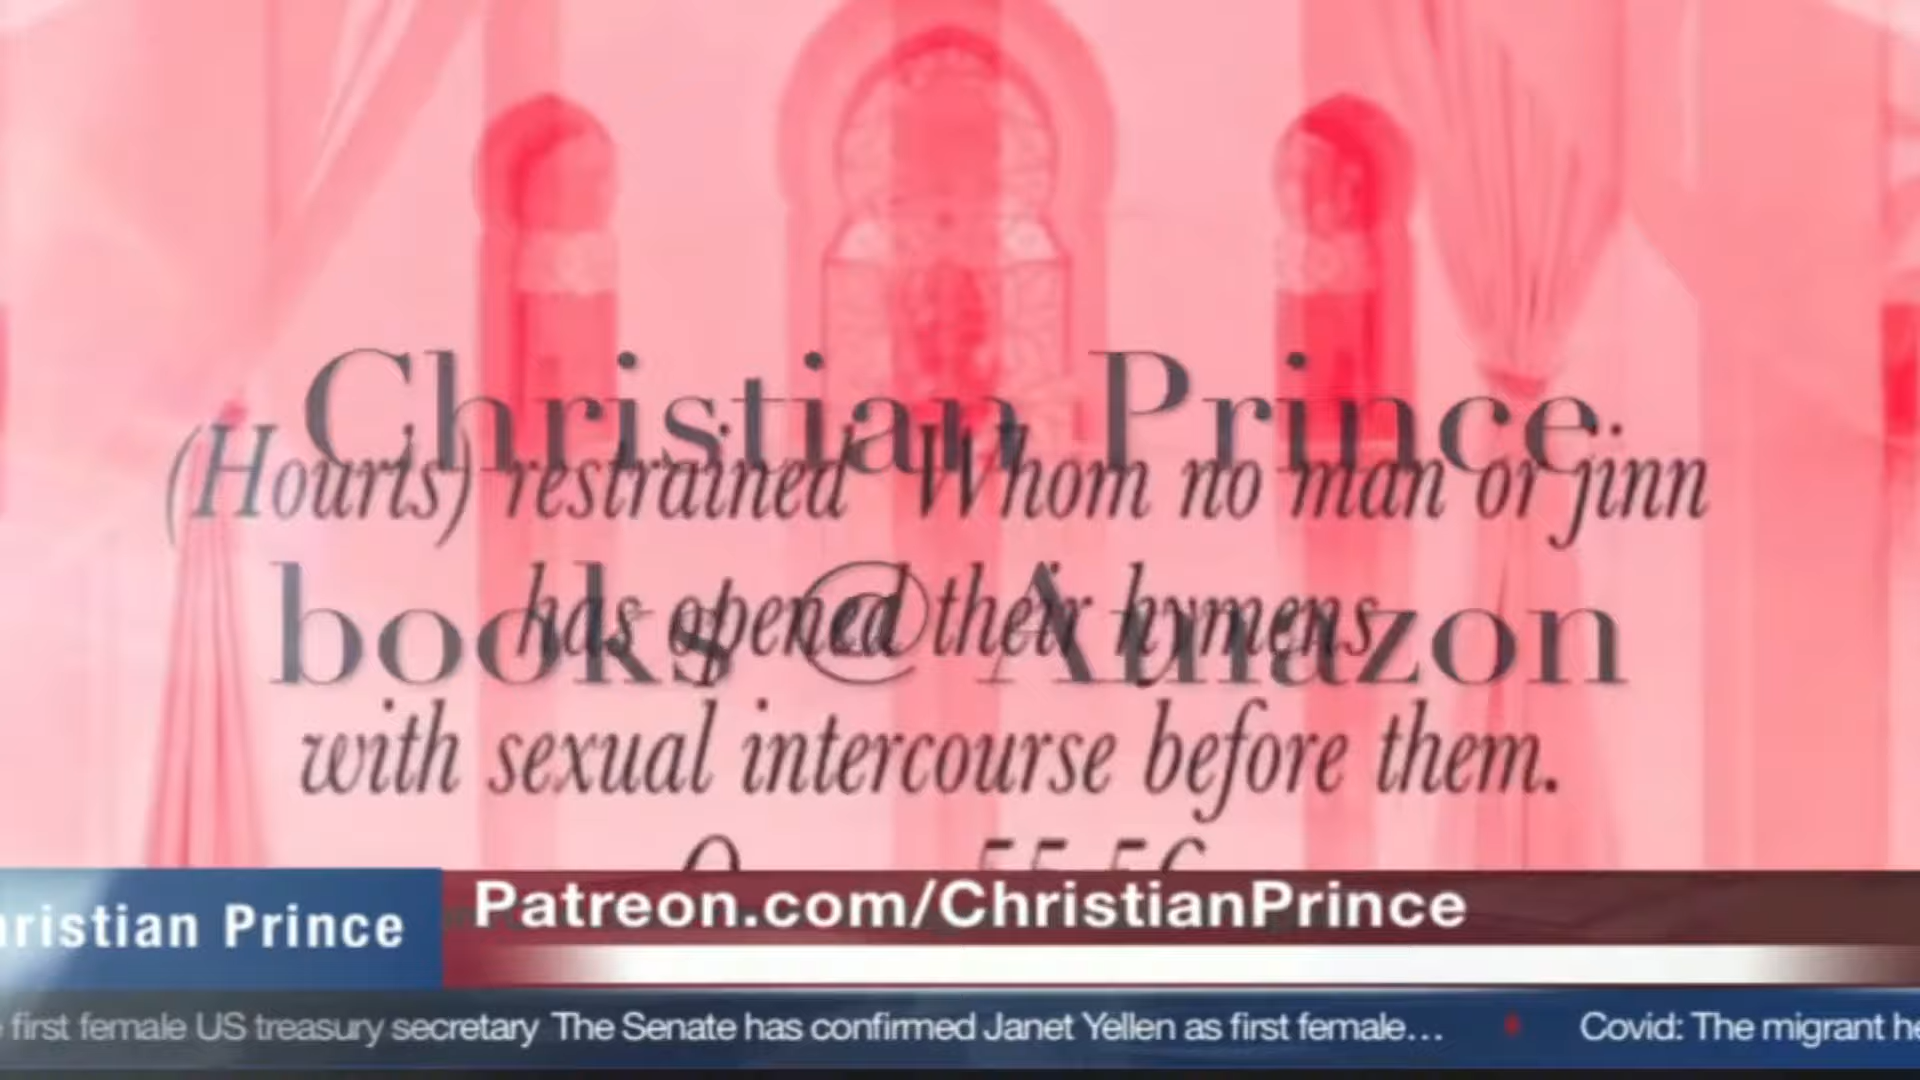 Christian Prince
(Houris) restrained Whom no man or jinn
books @ Amazon
has opened their hymens
with sexual intercourse before them.
ristian Prince
Patreon.com/ChristianPrince
first female US treasury secretary The Senate has confirmed Janet Yellen as first female… Covid: The migrant he